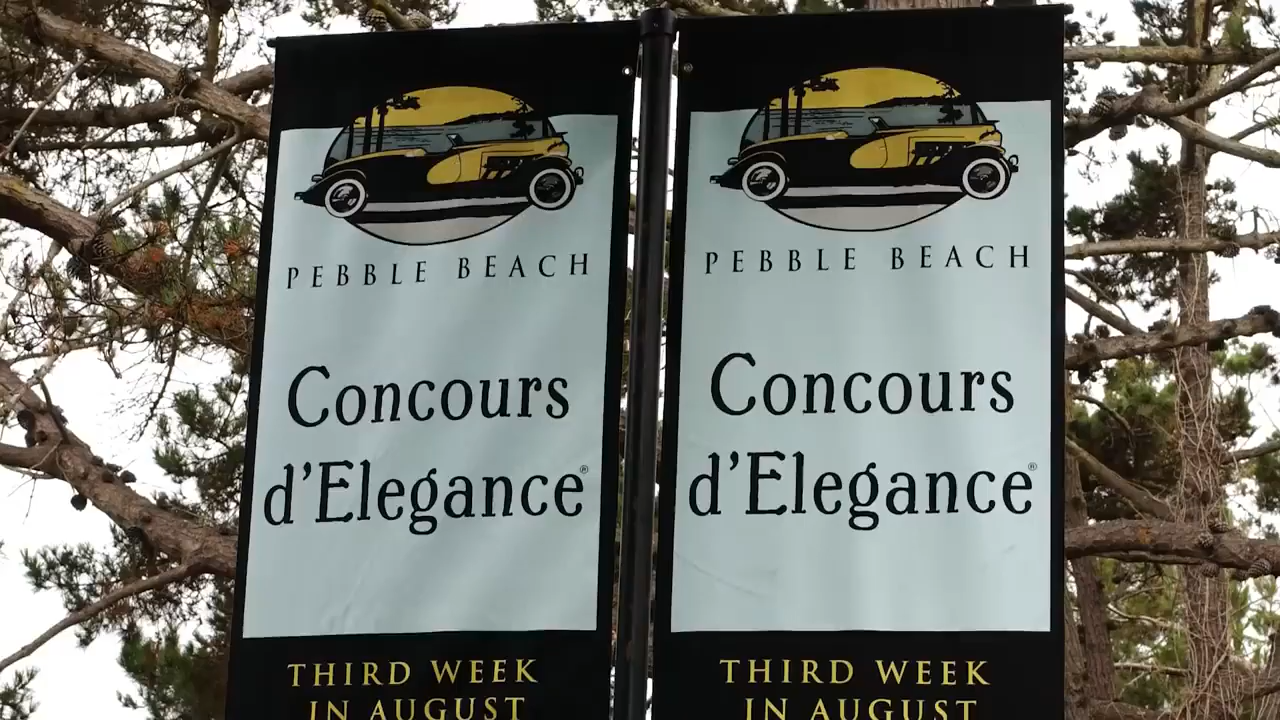 PEBBLE BEACH
Concours
d'Elegance®
THIRD WEEK
IN AUGUST
PEBBLE BEACH
Concours
d'Elegance®
THIRD WEEK
IN AUGUST